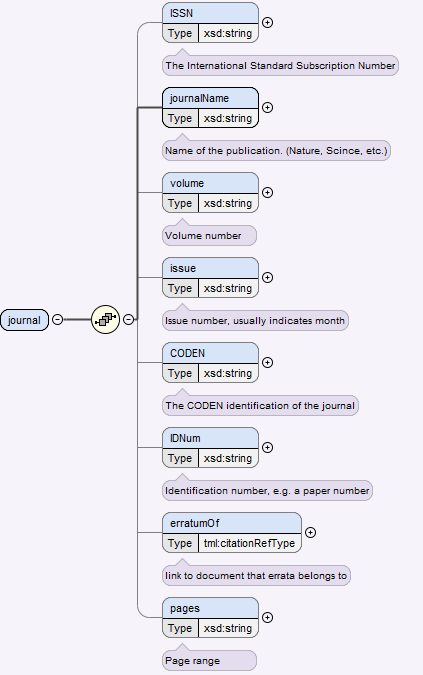 ISSN
Type xsd:string
The International Standard Subscription Number
journalName
Type xsd:string
Name of the publication. (Nature, Scince, etc.)
volume
Type xsd:string
Volume number
issue
Type xsd:string
Issue number, usually indicates month
journal
CODEN
Type xsd:string
The CODEN identification of the journal
IDNum
Type xsd:string
Identification number, e.g. a paper number
erratumOf
Type tml:citationRefType
link to document that errata belongs to
pages
Type xsd:string
Page range